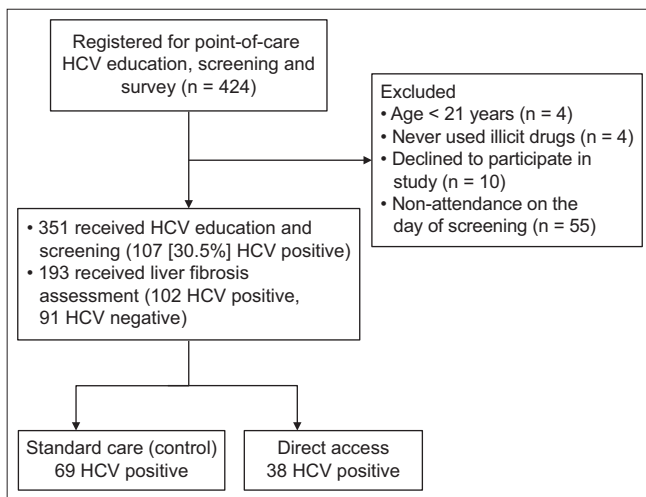 Registered for point-of-care
HCV education, screening and
survey (n = 424)
Excluded
• Age < 21 years (n = 4)
• Never used illicit drugs (n = 4)
• Declined to participate in
study (n = 10)
• Non-attendance on the
day of screening (n = 55)
• 351 received HCV education and
screening (107 [30.5%] HCV positive)
• 193 received liver fibrosis
assessment (102 HCV positive,
91 HCV negative)
Standard care (control)
69 HCV positive
Direct access
38 HCV positive